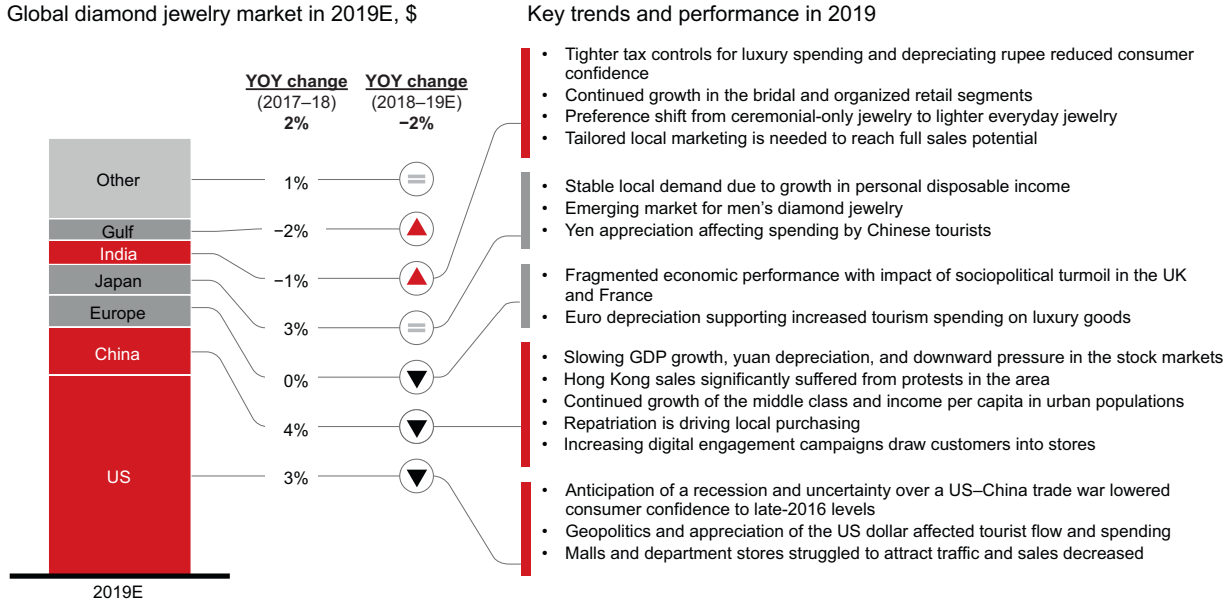 Global diamond jewelry market in 2019E, $
Key trends and performance in 2019
YOY change
(2017–18)
2%
YOY change
(2018–19E)
−2%
Other
1%
Gulf
−2%
India
−1%
Japan
3%
Europe
0%
China
4%
US
3%
2019E
• Tighter tax controls for luxury spending and depreciating rupee reduced consumer
confidence
• Continued growth in the bridal and organized retail segments
• Preference shift from ceremonial-only jewelry to lighter everyday jewelry
• Tailored local marketing is needed to reach full sales potential
• Stable local demand due to growth in personal disposable income
• Emerging market for men’s diamond jewelry
• Yen appreciation affecting spending by Chinese tourists
• Fragmented economic performance with impact of sociopolitical turmoil in the UK
and France
• Euro depreciation supporting increased tourism spending on luxury goods
• Slowing GDP growth, yuan depreciation, and downward pressure in the stock markets
• Hong Kong sales significantly suffered from protests in the area
• Continued growth of the middle class and income per capita in urban populations
• Repatriation is driving local purchasing
• Increasing digital engagement campaigns draw customers into stores
• Anticipation of a recession and uncertainty over a US–China trade war lowered
consumer confidence to late-2016 levels
• Geopolitics and appreciation of the US dollar affected tourist flow and spending
• Malls and department stores struggled to attract traffic and sales decreased